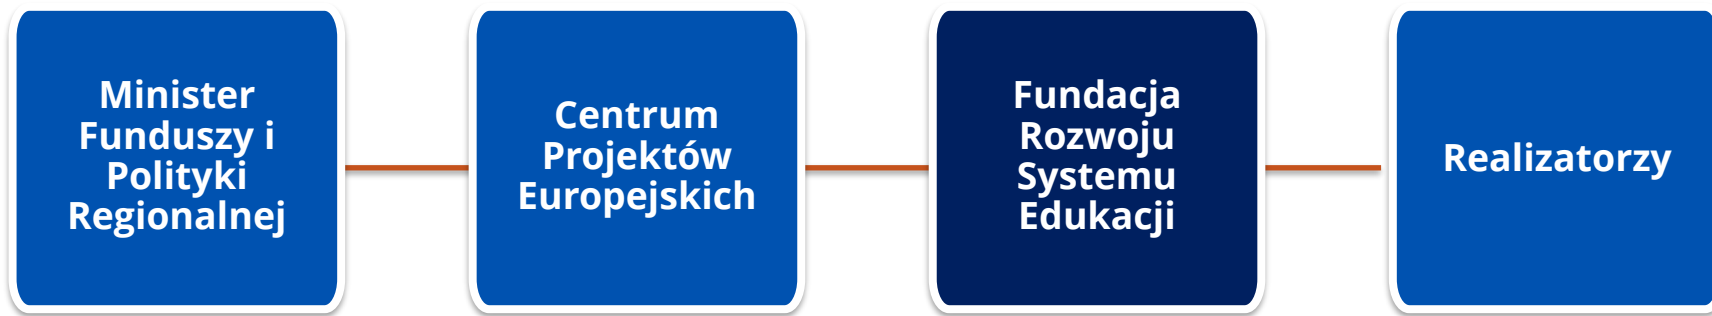 Minister
Funduszy i
Polityki
Regionalnej
Centrum
Projektów
Europejskich
Fundacja
Rozwoju
Systemu
Edukacji
Realizatorzy